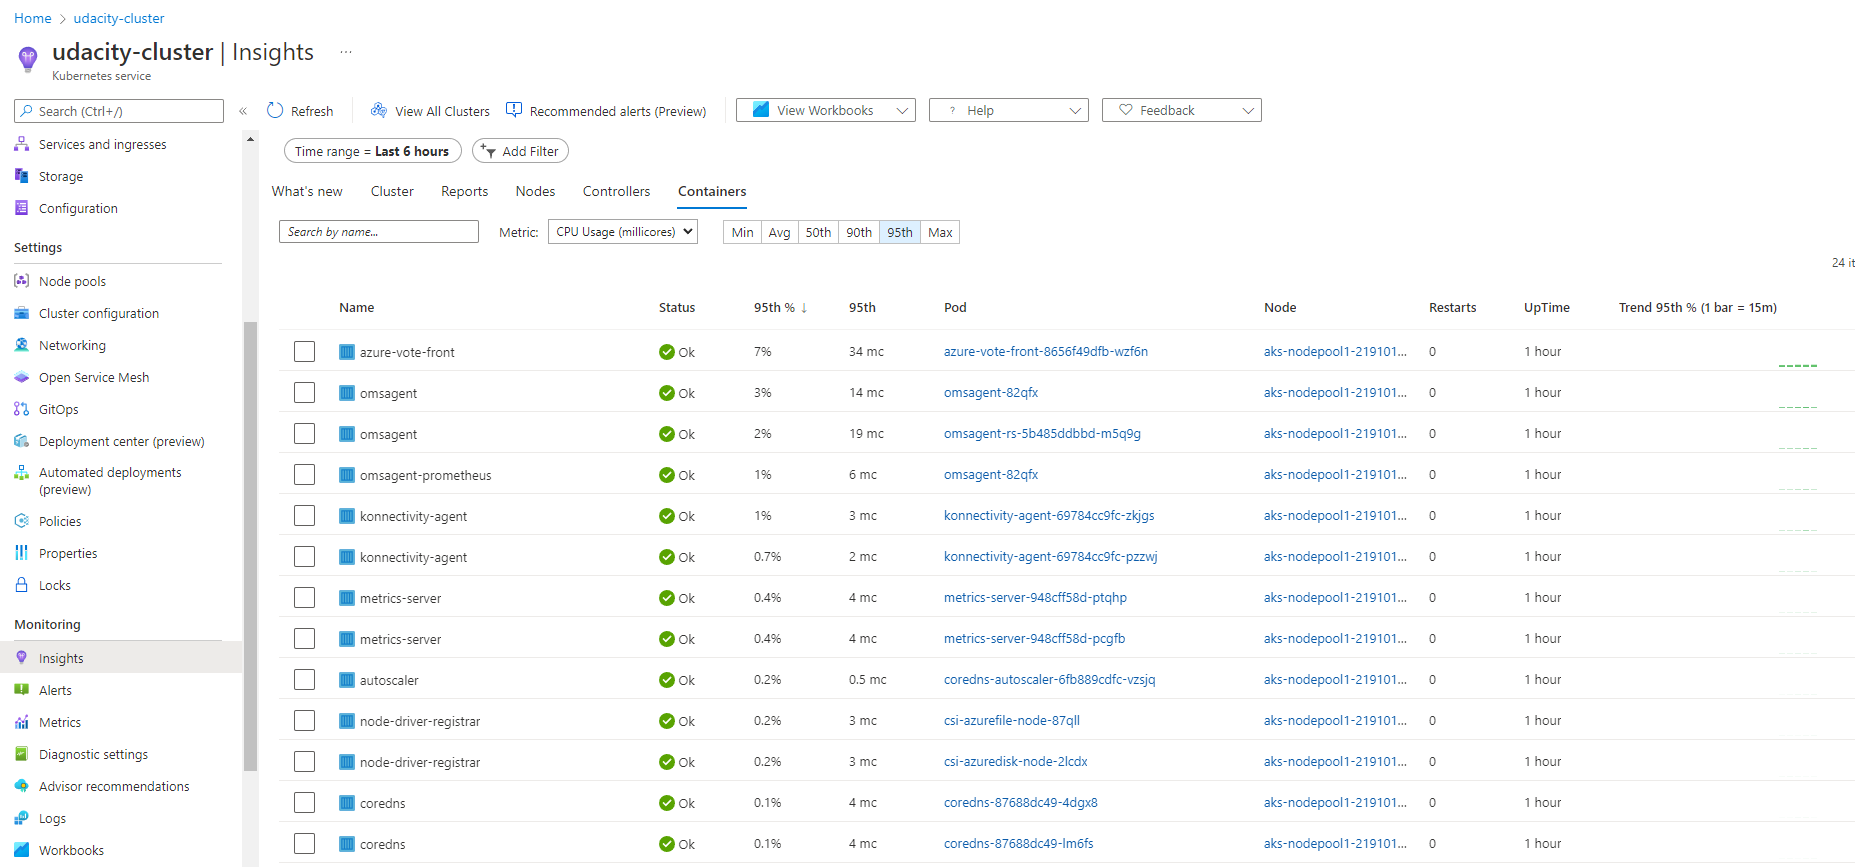 Home > udacity-cluster
udacity-cluster | Insights ...
Kubernetes service
Search (Ctrl+/)
«
Refresh
View All Clusters
Recommended alerts (Preview)
View Workbooks
? Help
Feedback
Services and ingresses
Storage
Configuration
Settings
Node pools
Cluster configuration
Networking
Open Service Mesh
GitOps
Deployment center (preview)
Automated deployments
(preview)
Policies
Properties
Locks
Monitoring
Insights
Alerts
Metrics
Diagnostic settings
Advisor recommendations
Logs
Workbooks
Time range = Last 6 hours
Add Filter
What's new Cluster Reports Nodes Controllers Containers
Search by name...
Metric: CPU Usage (millicores)
Min Avg 50th 90th 95th Max
24 it
Name Status 95th % ↓ 95th Pod Node Restarts UpTime Trend 95th % (1 bar = 15m)
azure-vote-front Ok 7% 34 mc azure-vote-front-8656f49dfb-wzf6n aks-nodepool1-219101... 0 1 hour
omsagent Ok 3% 14 mc omsagent-82qfx aks-nodepool1-219101... 0 1 hour
omsagent Ok 2% 19 mc omsagent-rs-5b485ddbbd-m5q9g aks-nodepool1-219101... 0 1 hour
omsagent-prometheus Ok 1% 6 mc omsagent-82qfx aks-nodepool1-219101... 0 1 hour
konnectivity-agent Ok 1% 3 mc konnectivity-agent-69784cc9fc-zkjgs aks-nodepool1-219101... 0 1 hour
konnectivity-agent Ok 0.7% 2 mc konnectivity-agent-69784cc9fc-pzzwj aks-nodepool1-219101... 0 1 hour
metrics-server Ok 0.4% 4 mc metrics-server-948cff58d-ptqhp aks-nodepool1-219101... 0 1 hour
metrics-server Ok 0.4% 4 mc metrics-server-948cff58d-pcgfb aks-nodepool1-219101... 0 1 hour
autoscaler Ok 0.2% 0.5 mc coredns-autoscaler-6fb889cdfc-vzsjq aks-nodepool1-219101... 0 1 hour
node-driver-registrar Ok 0.2% 3 mc csi-azurefile-node-87qll aks-nodepool1-219101... 0 1 hour
node-driver-registrar Ok 0.2% 3 mc csi-azuredisk-node-2lcdx aks-nodepool1-219101... 0 1 hour
coredns Ok 0.1% 4 mc coredns-87688dc49-4dgx8 aks-nodepool1-219101... 0 1 hour
coredns Ok 0.1% 4 mc coredns-87688dc49-lm6fs aks-nodepool1-219101... 0 1 hour